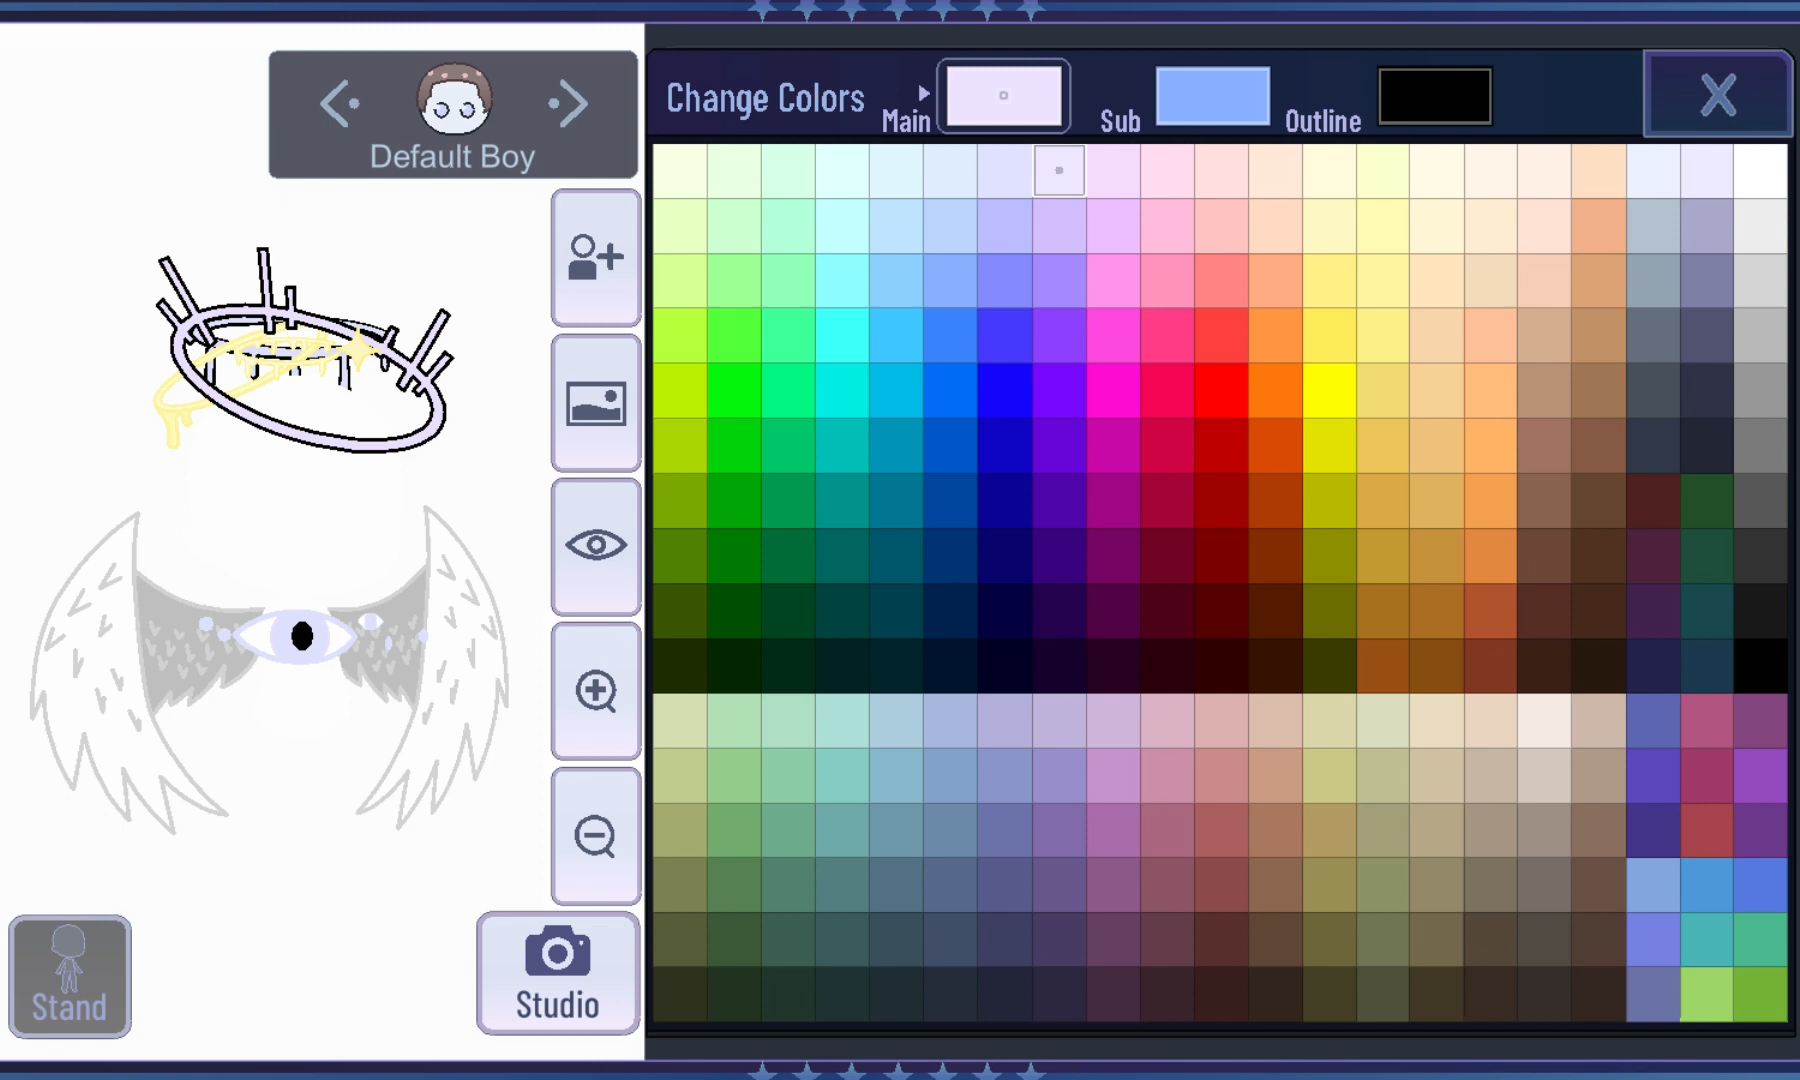 Default Boy
Change Colors
Main
Sub
Outline
X
Stand
Studio